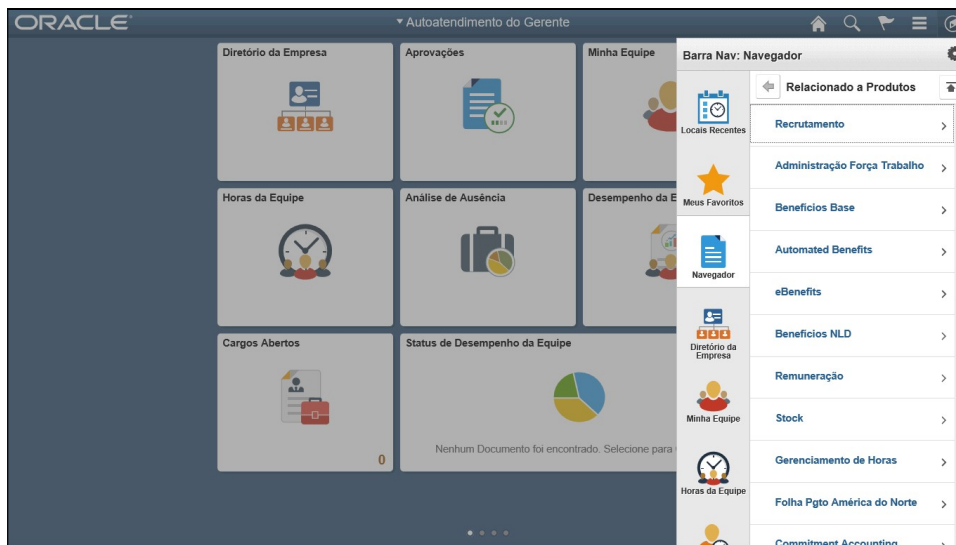 ORACLE
Autoatendimento do Gerente
Diretório da Empresa
Aprovações
Minha Equipe
Horas da Equipe
Análise de Ausência
Desempenho da E
Cargos Abertos
0
Status de Desempenho da Equipe
Nenhum Documento foi encontrado. Selecione para
Barra Nav: Navegador
Locais Recentes
Meus Favoritos
Navegador
Diretório da
Empresa
Minha Equipe
Horas da Equipe
Relacionado a Produtos
Recrutamento
Administração Força Trabalho
Benefícios Base
Automated Benefits
eBenefits
Benefícios NLD
Remuneração
Stock
Gerenciamento de Horas
Folha Pgto América do Norte
Commitment Accounting